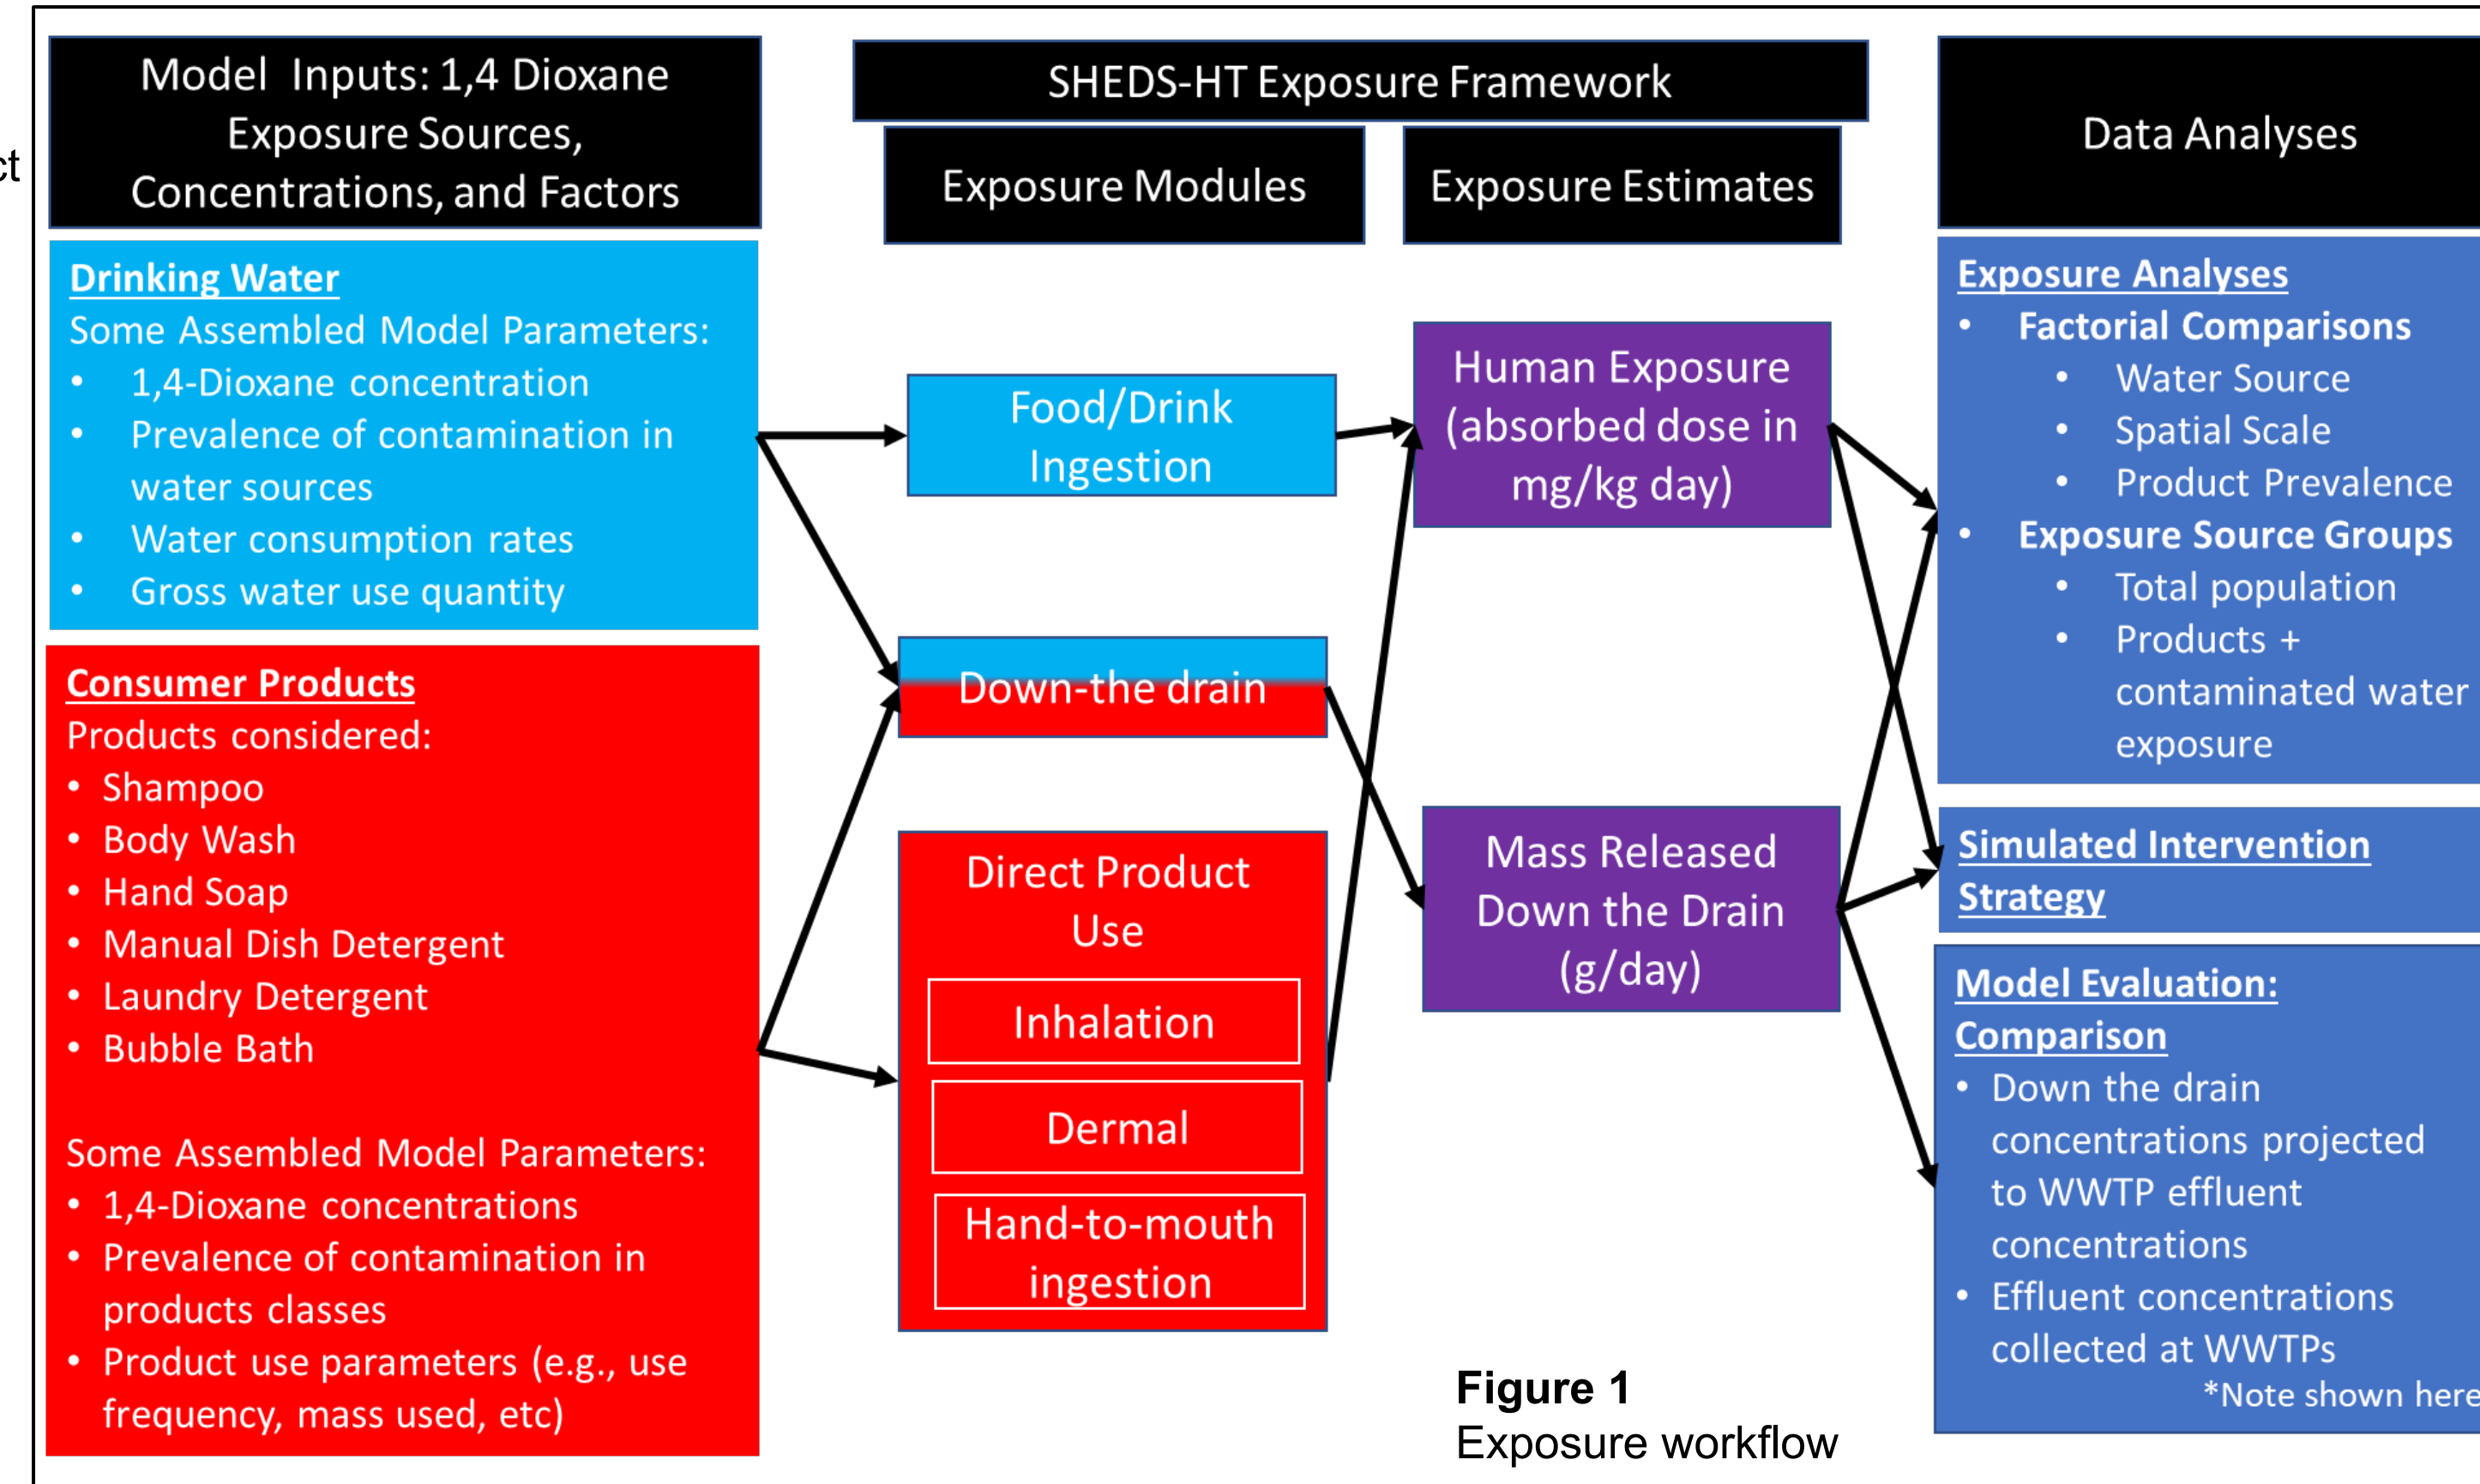 ct
Model Inputs: 1,4 Dioxane
Exposure Sources,
Concentrations, and Factors
Drinking Water
Some Assembled Model Parameters:
• 1,4-Dioxane concentration
• Prevalence of contamination in
water sources
• Water consumption rates
• Gross water use quantity
Consumer Products
Products considered:
• Shampoo
• Body Wash
• Hand Soap
• Manual Dish Detergent
• Laundry Detergent
• Bubble Bath
Some Assembled Model Parameters:
• 1,4-Dioxane concentrations
• Prevalence of contamination in
products classes
• Product use parameters (e.g., use
frequency, mass used, etc)
SHEDS-HT Exposure Framework
Exposure Modules
Food/Drink
Ingestion
Down-the drain
Direct Product
Use
Inhalation
Dermal
Hand-to-mouth
ingestion
Exposure Estimates
Human Exposure
(absorbed dose in
mg/kg day)
Mass Released
Down the Drain
(g/day)
Data Analyses
Exposure Analyses
• Factorial Comparisons
• Water Source
• Spatial Scale
• Product Prevalence
• Exposure Source Groups
• Total population
• Products +
contaminated water
exposure
Simulated Intervention
Strategy
Model Evaluation:
Comparison
• Down the drain
concentrations projected
to WWTP effluent
concentrations
• Effluent concentrations
collected at WWTPs
*Note shown here
Figure 1
Exposure workflow